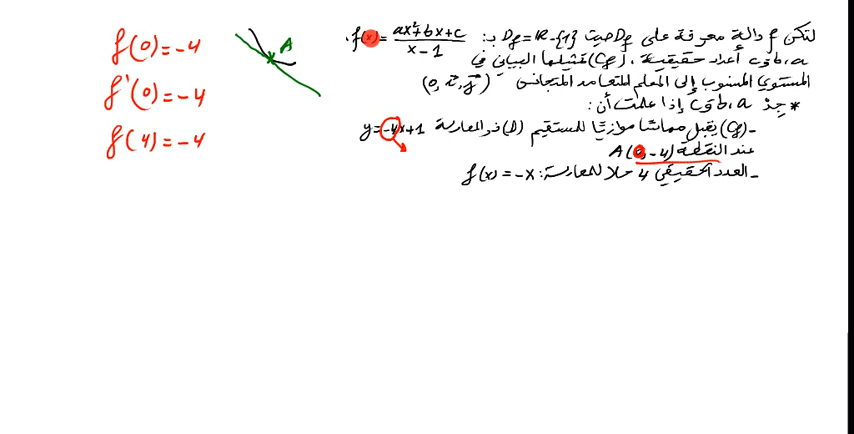 لتكن f دالة معرفة على Df حيث Df = ℝ - {1} بـ: f(x) = (ax²+bx+c)/(x-1).
a، b، c أعداد حقيقية، (Cf) تمثيلها البياني في
المستوي المنسوب إلى المعلم المتعامد المتجانس (o, i, j)
* جد a، b، c إذا علمت أن:
- (Cf) يقبل مماسا موازيا للمستقيم (D) ذو المعادلة y = -4x+1
عند النقطة A(0, -4)
- العدد الحقيقي 4 حلا للمعادلة: f(x) = -x
f(0) = -4
f'(0) = -4
f(4) = -4
A